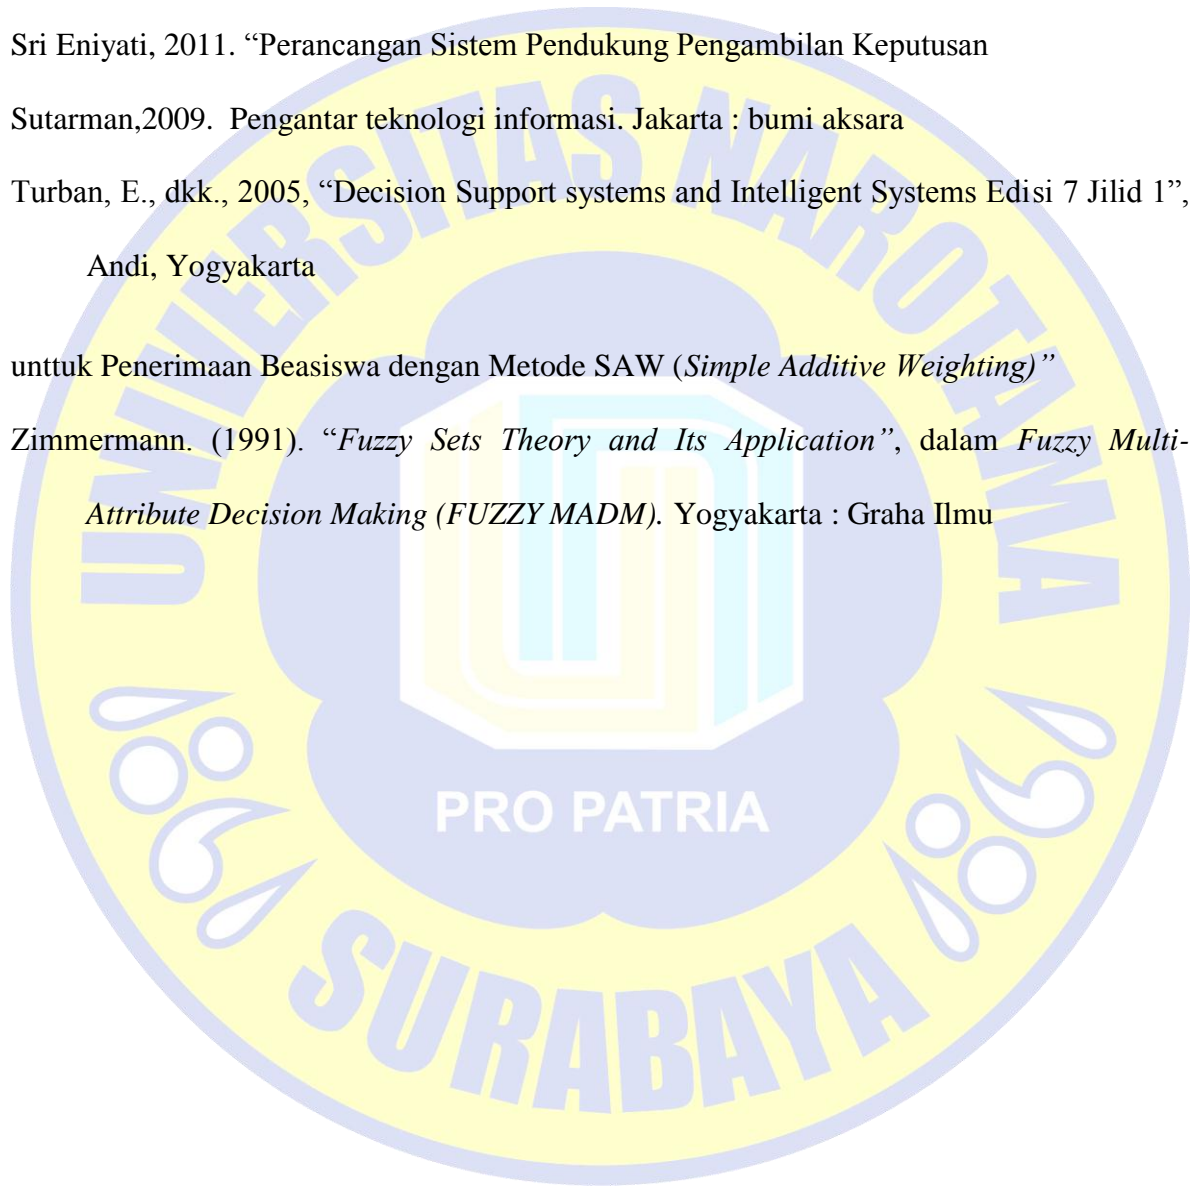 Sri Eniyati, 2011. “Perancangan Sistem Pendukung Pengambilan Keputusan
Sutarman,2009. Pengantar teknologi informasi. Jakarta : bumi aksara
Turban, E., dkk., 2005, “Decision Support systems and Intelligent Systems Edisi 7 Jilid 1”,
Andi, Yogyakarta
unttuk Penerimaan Beasiswa dengan Metode SAW (Simple Additive Weighting)”
Zimmermann. (1991). “Fuzzy Sets Theory and Its Application”, dalam Fuzzy Multi-
Attribute Decision Making (FUZZY MADM). Yogyakarta : Graha Ilmu
UNIVERSITAS NAROTAMA
PRO PATRIA
SURABAYA